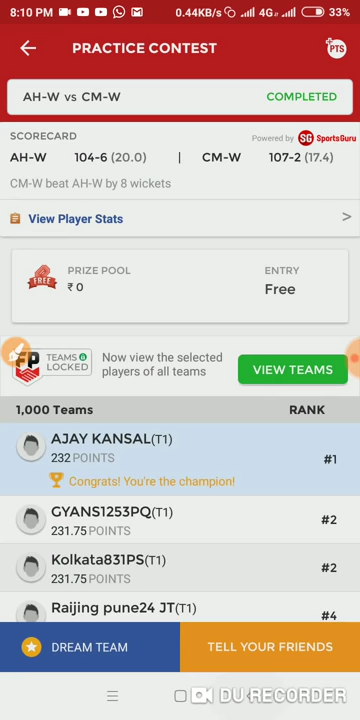 8:10 PM 0.44KB/s 4G 33%
PRACTICE CONTEST
PTS
AH-W vs CM-W COMPLETED
SCORECARD Powered by SG SportsGuru
AH-W 104-6 (20.0) | CM-W 107-2 (17.4)
CM-W beat AH-W by 8 wickets
View Player Stats >
FREE
PRIZE POOL ENTRY
₹ 0 Free
FP TEAMS LOCKED
Now view the selected
players of all teams
VIEW TEAMS
1,000 Teams RANK
AJAY KANSAL(T1)
232 POINTS #1
Congrats! You're the champion!
GYANS1253PQ(T1)
231.75 POINTS #2
Kolkata831PS(T1)
231.75 POINTS #2
Raijing pune24 JT(T1)
#4
DREAM TEAM TELL YOUR FRIENDS
DU RECORDER